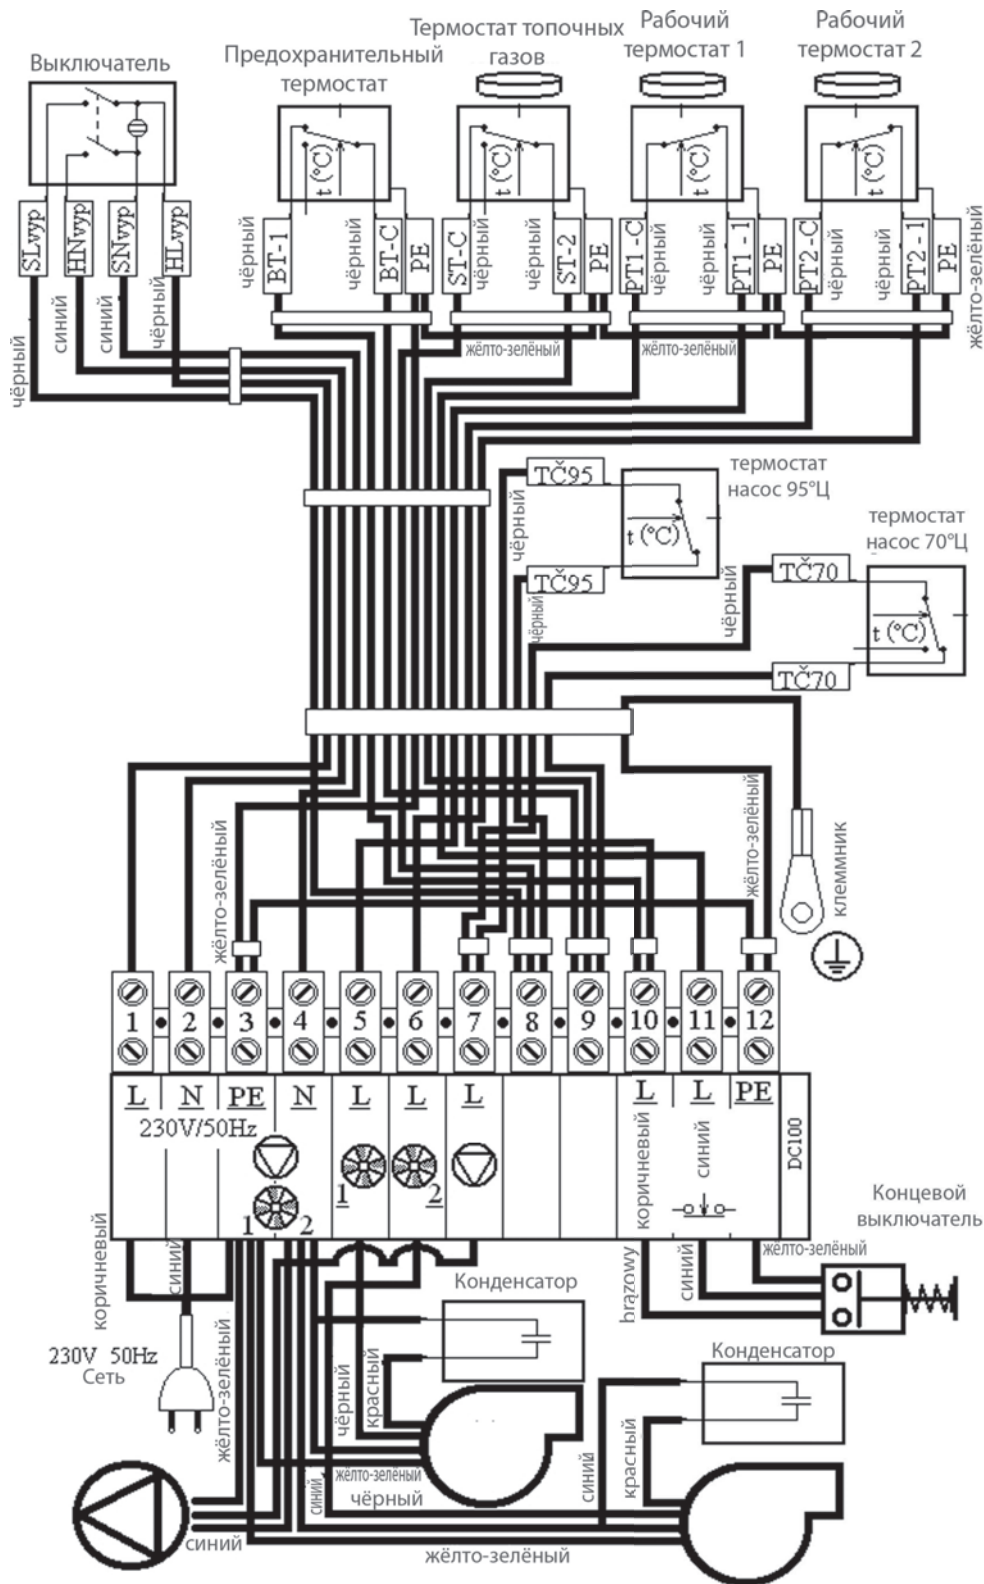 Выключатель
Предохранительный
термостат
Термостат топочных
газов
Рабочий
термостат 1
Рабочий
термостат 2
t (°C)
t (°C)
t (°C)
t (°C)
SLvyp
HNvyp
SNvyp
HLvyp
BT-1
BT-C
PE
ST-C
ST-2
PE
PT1-C
PT1-1
PE
PT2-C
PT2-1
PE
чёрный
синий
синий
чёрный
чёрный
чёрный
чёрный
чёрный
чёрный
чёрный
чёрный
чёрный
жёлто-зелёный
жёлто-зелёный
жёлто-зелёный
TČ95
чёрный
t (°C)
TČ95
чёрный
термостат
насос 95°Ц
термостат
насос 70°Ц
TČ70
чёрный
t (°C)
TČ70
жёлто-зелёный
жёлто-зелёный
клеммник
1
2
3
4
5
6
7
8
9
10
11
12
L
N
PE
N
L
L
L
L
L
PE
230V/50Hz
1
2
1
2
коричневый
синий
DC100
Концевой
выключатель
коричневый
синий
жёлто-зелёный
brązowy
синий
жёлто-зелёный
230V 50Hz
Сеть
Конденсатор
чёрный
красный
Конденсатор
жёлто-зелёный
чёрный
синий
синий
красный
синий
жёлто-зелёный